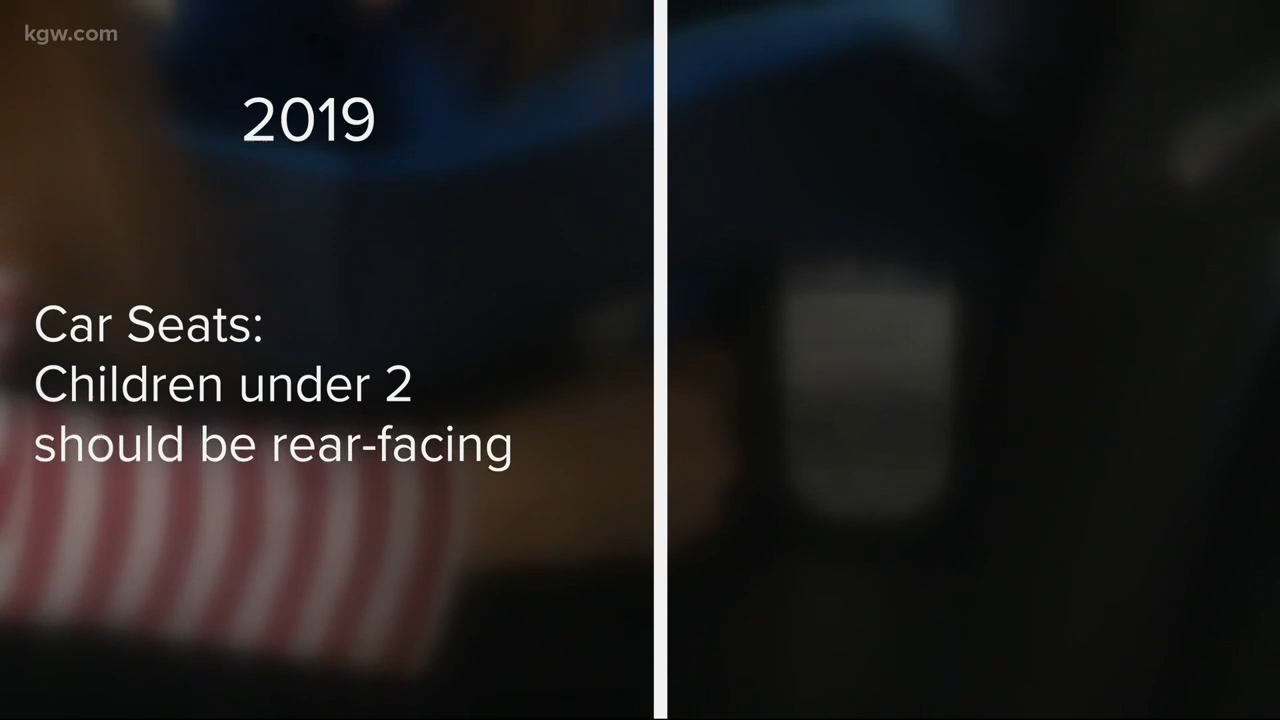 kgw.com
2019
Car Seats:
Children under 2
should be rear-facing